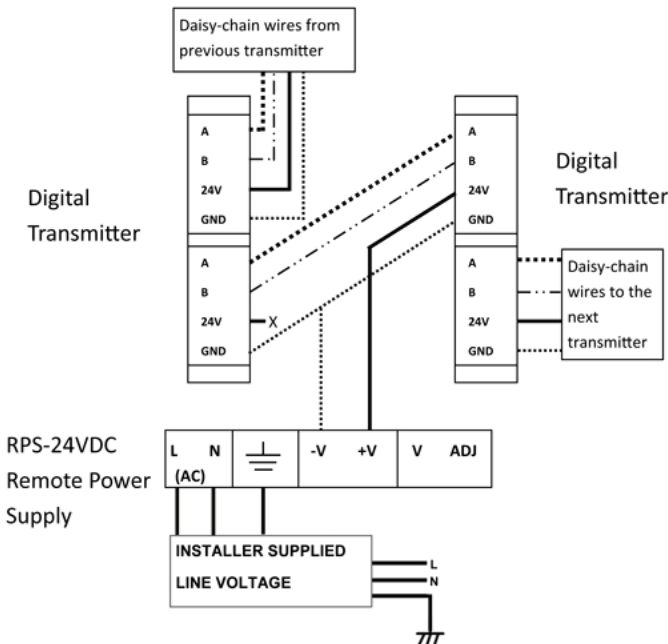 Daisy-chain wires from
previous transmitter
A
B
24V
GND
A
B
24V
X
GND
Digital
Transmitter
A
B
24V
GND
A
B
24V
GND
Digital
Transmitter
Daisy-chain
wires to the
next
transmitter
RPS-24VDC
Remote Power
Supply
L N -V +V V ADJ
(AC)
INSTALLER SUPPLIED
LINE VOLTAGE
L
N